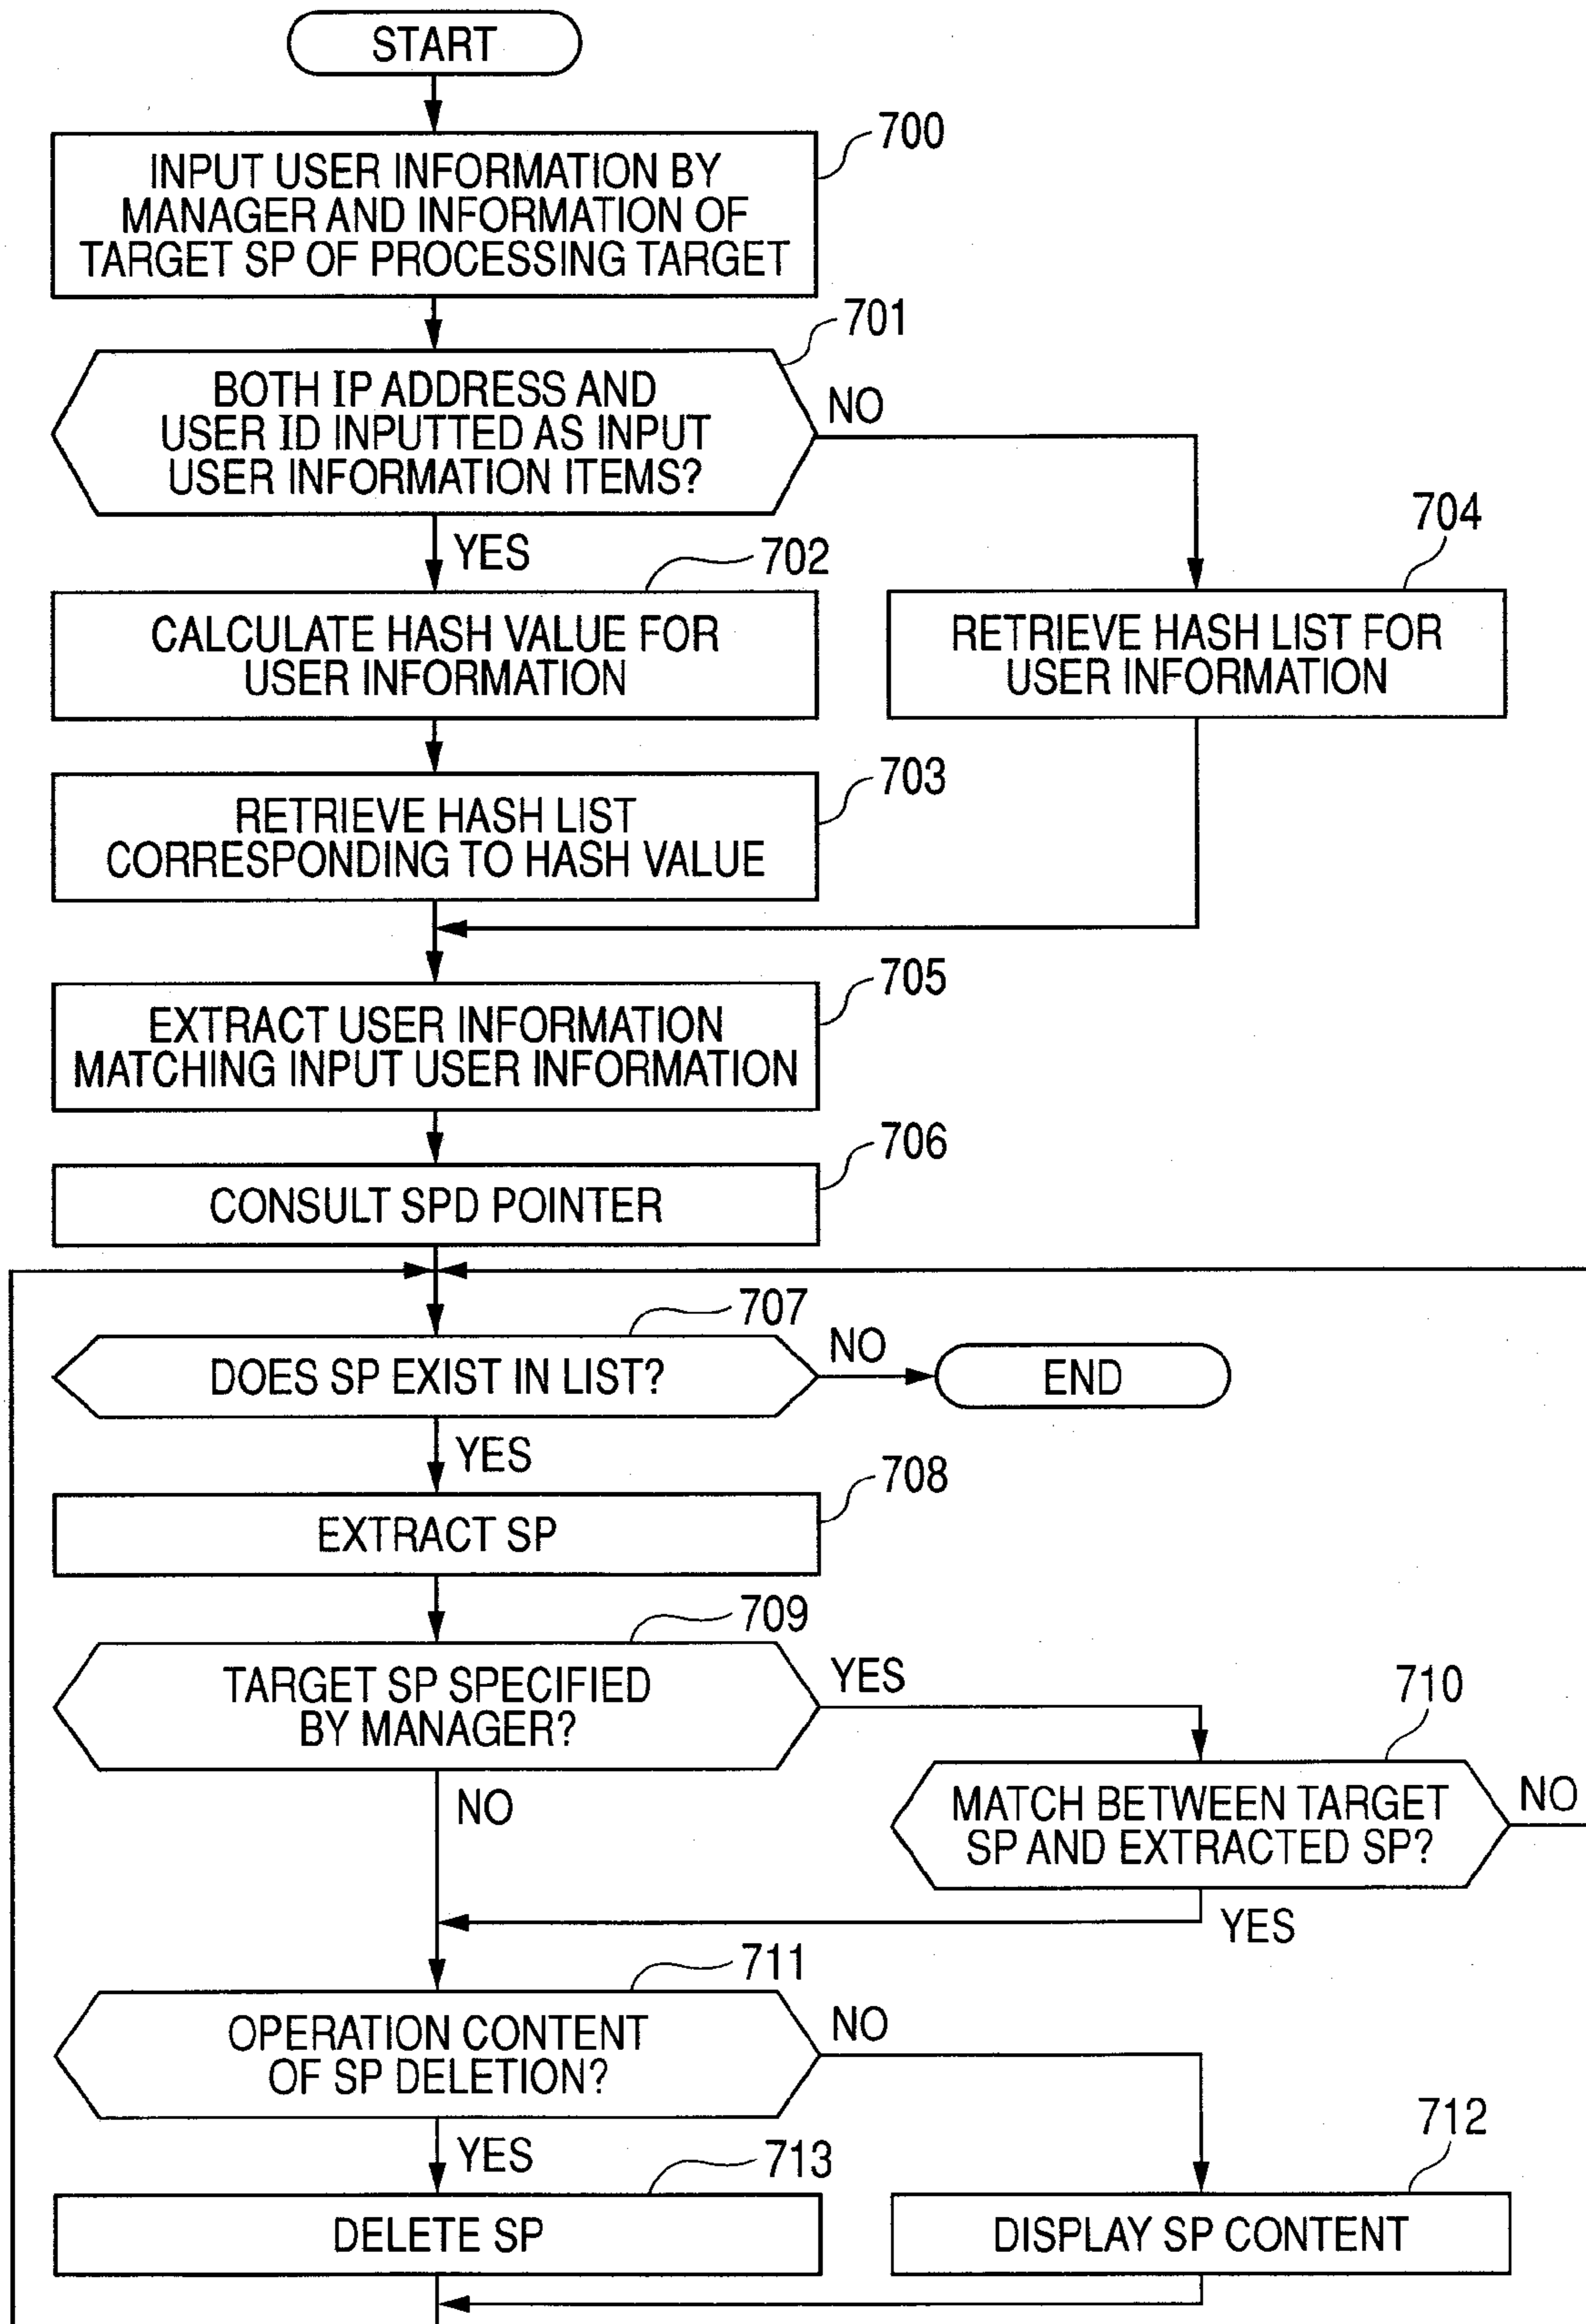 START
700
INPUT USER INFORMATION BY
MANAGER AND INFORMATION OF
TARGET SP OF PROCESSING TARGET
701
BOTH IP ADDRESS AND
USER ID INPUTTED AS INPUT
USER INFORMATION ITEMS?
NO
YES
702
704
CALCULATE HASH VALUE FOR
USER INFORMATION
RETRIEVE HASH LIST FOR
USER INFORMATION
703
RETRIEVE HASH LIST
CORRESPONDING TO HASH VALUE
705
EXTRACT USER INFORMATION
MATCHING INPUT USER INFORMATION
706
CONSULT SPD POINTER
707
DOES SP EXIST IN LIST?
NO
END
YES
708
EXTRACT SP
709
TARGET SP SPECIFIED
BY MANAGER?
YES
710
NO
MATCH BETWEEN TARGET
SP AND EXTRACTED SP?
NO
YES
711
OPERATION CONTENT
OF SP DELETION?
NO
YES
713
712
DELETE SP
DISPLAY SP CONTENT